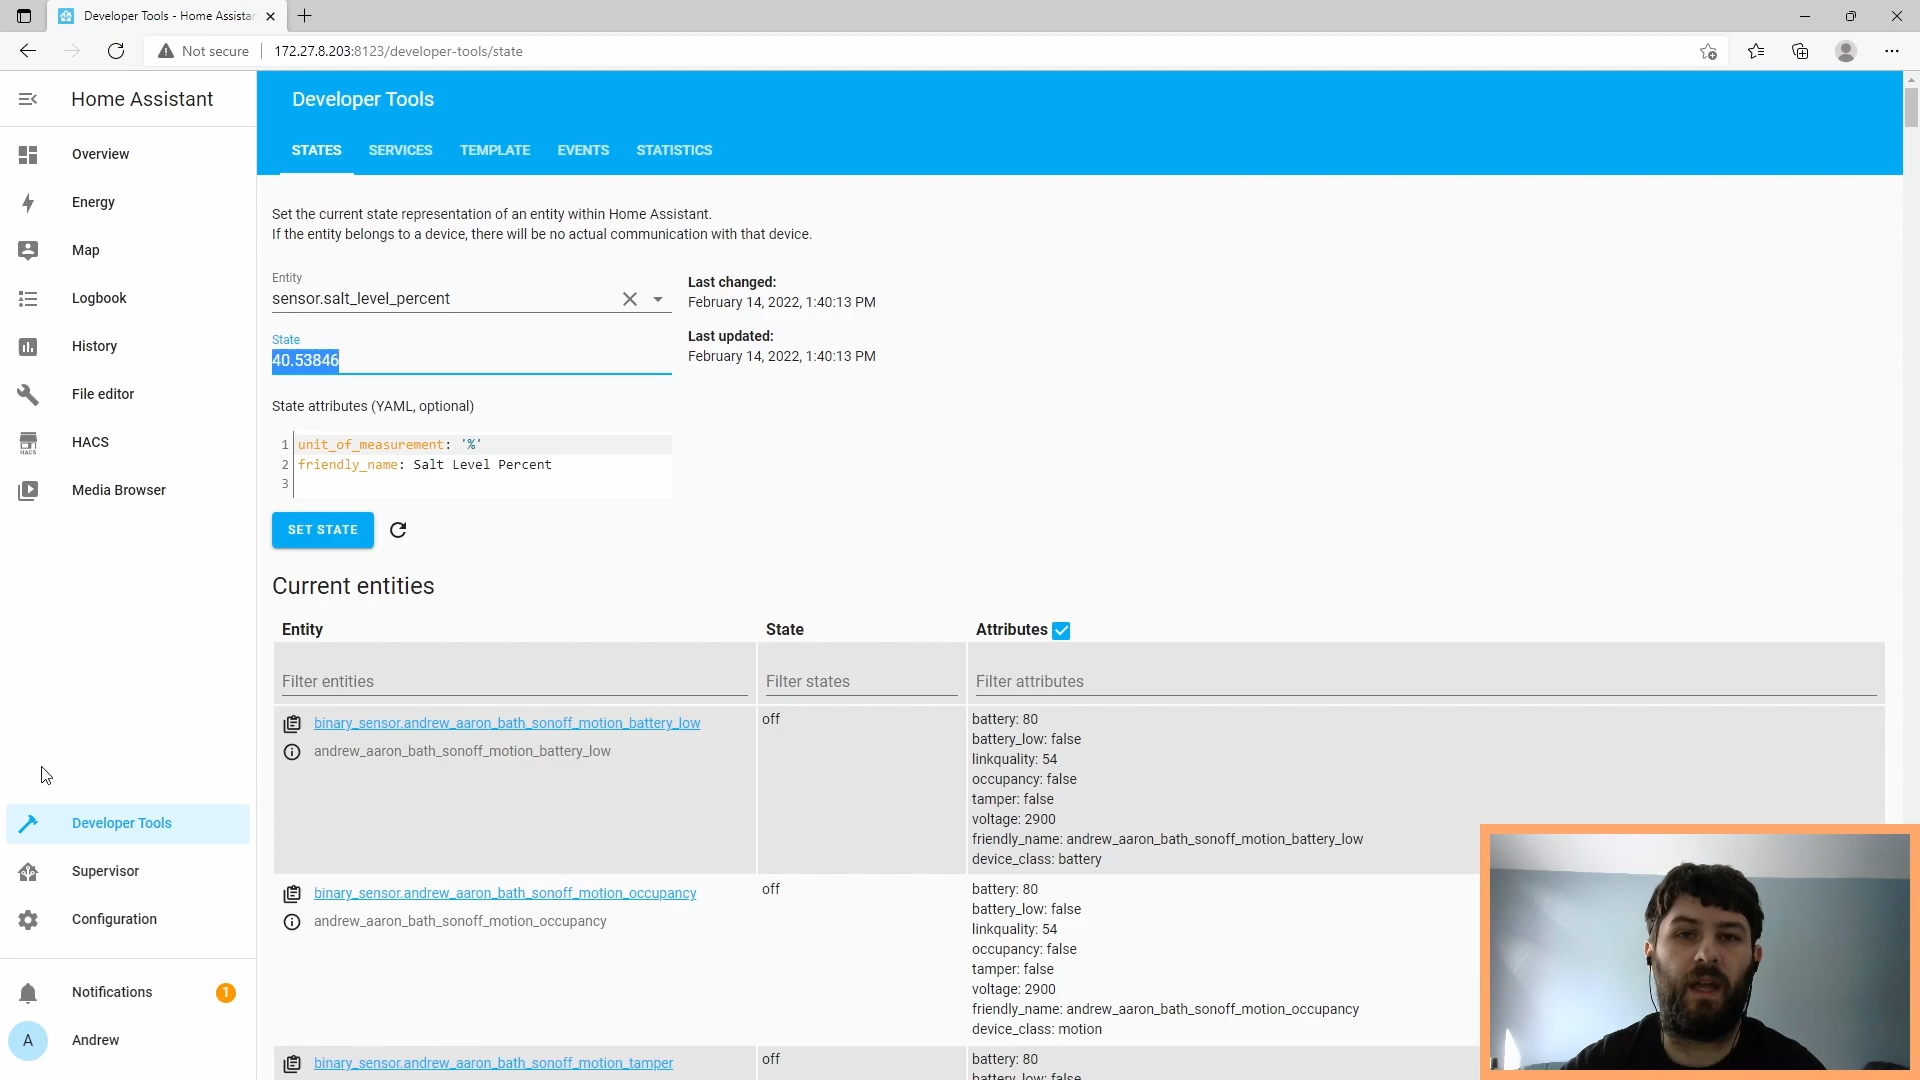 Developer Tools - Home Assistan
Not secure
172.27.8.203:8123/developer-tools/state
Home Assistant
Overview
Energy
Map
Logbook
History
File editor
HACS
HACS
Media Browser
Developer Tools
Supervisor
Configuration
Notifications
1
A
Andrew
Developer Tools
STATES SERVICES TEMPLATE EVENTS STATISTICS
Set the current state representation of an entity within Home Assistant.
If the entity belongs to a device, there will be no actual communication with that device.
Entity
sensor.salt_level_percent
Last changed:
February 14, 2022, 1:40:13 PM
State
40.53846
Last updated:
February 14, 2022, 1:40:13 PM
State attributes (YAML, optional)
1 unit_of_measurement: '%'
2 friendly_name: Salt Level Percent
3
SET STATE
Current entities
Entity State Attributes
Filter entities Filter states Filter attributes
binary_sensor.andrew_aaron_bath_sonoff_motion_battery_low
andrew_aaron_bath_sonoff_motion_battery_low
off
battery: 80
battery_low: false
linkquality: 54
occupancy: false
tamper: false
voltage: 2900
friendly_name: andrew_aaron_bath_sonoff_motion_battery_low
device_class: battery
binary_sensor.andrew_aaron_bath_sonoff_motion_occupancy
andrew_aaron_bath_sonoff_motion_occupancy
off
battery: 80
battery_low: false
linkquality: 54
occupancy: false
tamper: false
voltage: 2900
friendly_name: andrew_aaron_bath_sonoff_motion_occupancy
device_class: motion
binary_sensor.andrew_aaron_bath_sonoff_motion_tamper
off
battery: 80
battery_low: false